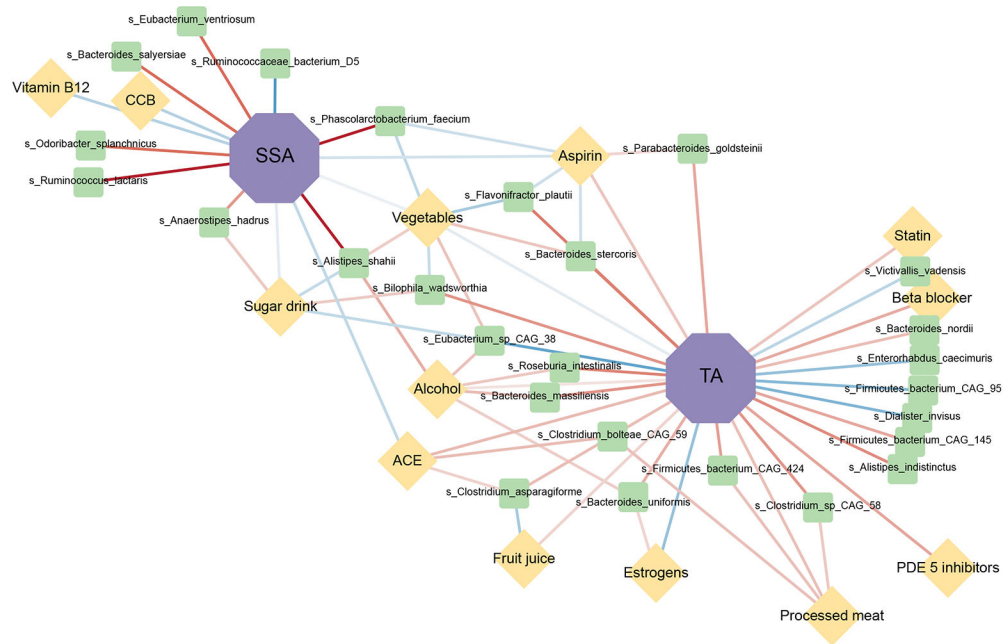 s_Eubacterium_ventriosum
s_Bacteroides_salyersiae
s_Ruminococcaceae_bacterium_D5
Vitamin B12
CCB
s_Phascolarctobacterium_faecium
s_Odoribacter_splanchnicus
SSA
Aspirin
s_Parabacteroides_goldsteinii
s_Ruminococcus_lactaris
s_Flavonifractor_plautii
s_Anaerostipes_hadrus
Vegetables
Statin
s_Alistipes_shahii
s_Bacteroides_stercoris
s_Victivallis_vadensis
s_Bilophila_wadsworthia
Sugar drink
Beta blocker
s_Bacteroides_nordii
s_Eubacterium_sp_CAG_38
s_Enterorhabdus_caecimuris
s_Roseburia_intestinalis
TA
Alcohol
s_Bacteroides_massiliensis
s_Firmicutes_bacterium_CAG_95
s_Dialister_invisus
s_Clostridium_bolteae_CAG_59
s_Firmicutes_bacterium_CAG_145
ACE
s_Firmicutes_bacterium_CAG_424
s_Alistipes_indistinctus
s_Clostridium_asparagiforme
s_Bacteroides_uniformis
s_Clostridium_sp_CAG_58
Fruit juice
Estrogens
PDE 5 inhibitors
Processed meat